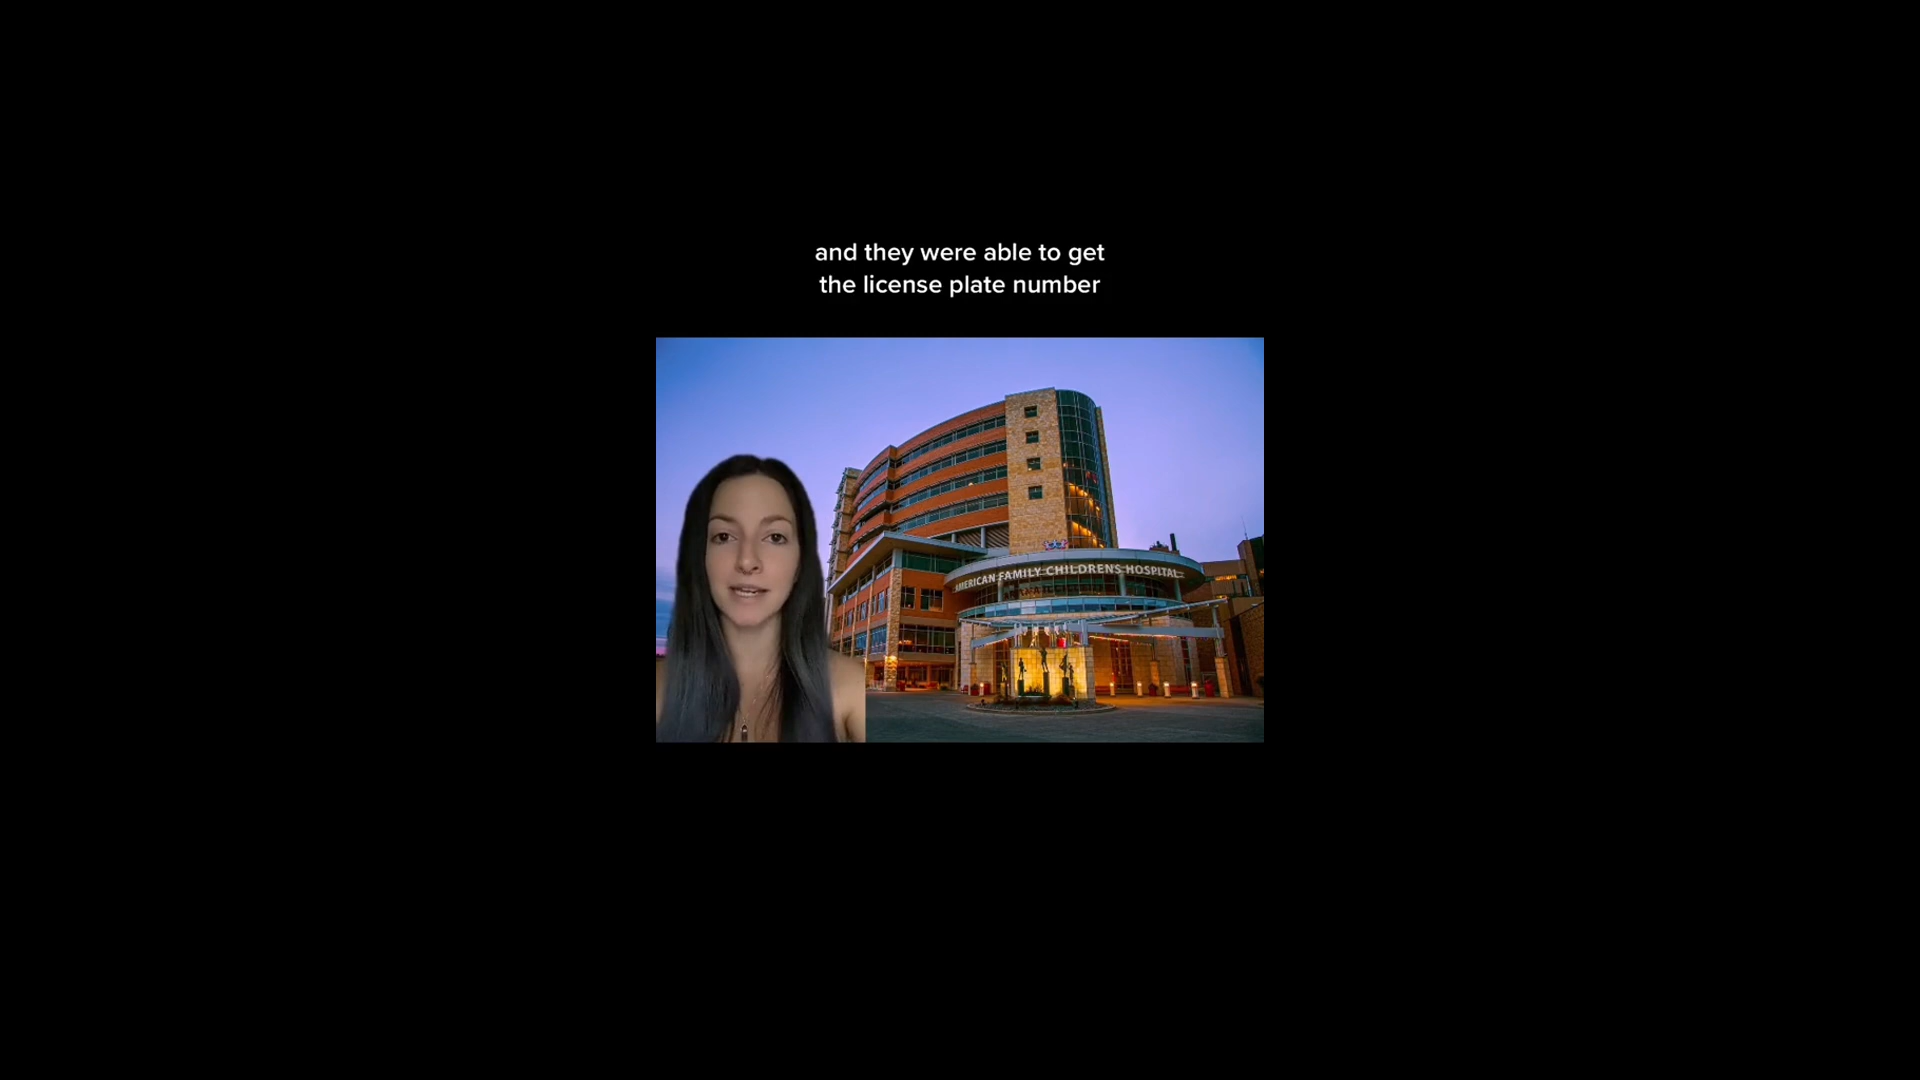 and they were able to get
the license plate number
AMERICAN FAMILY CHILDRENS HOSPITAL